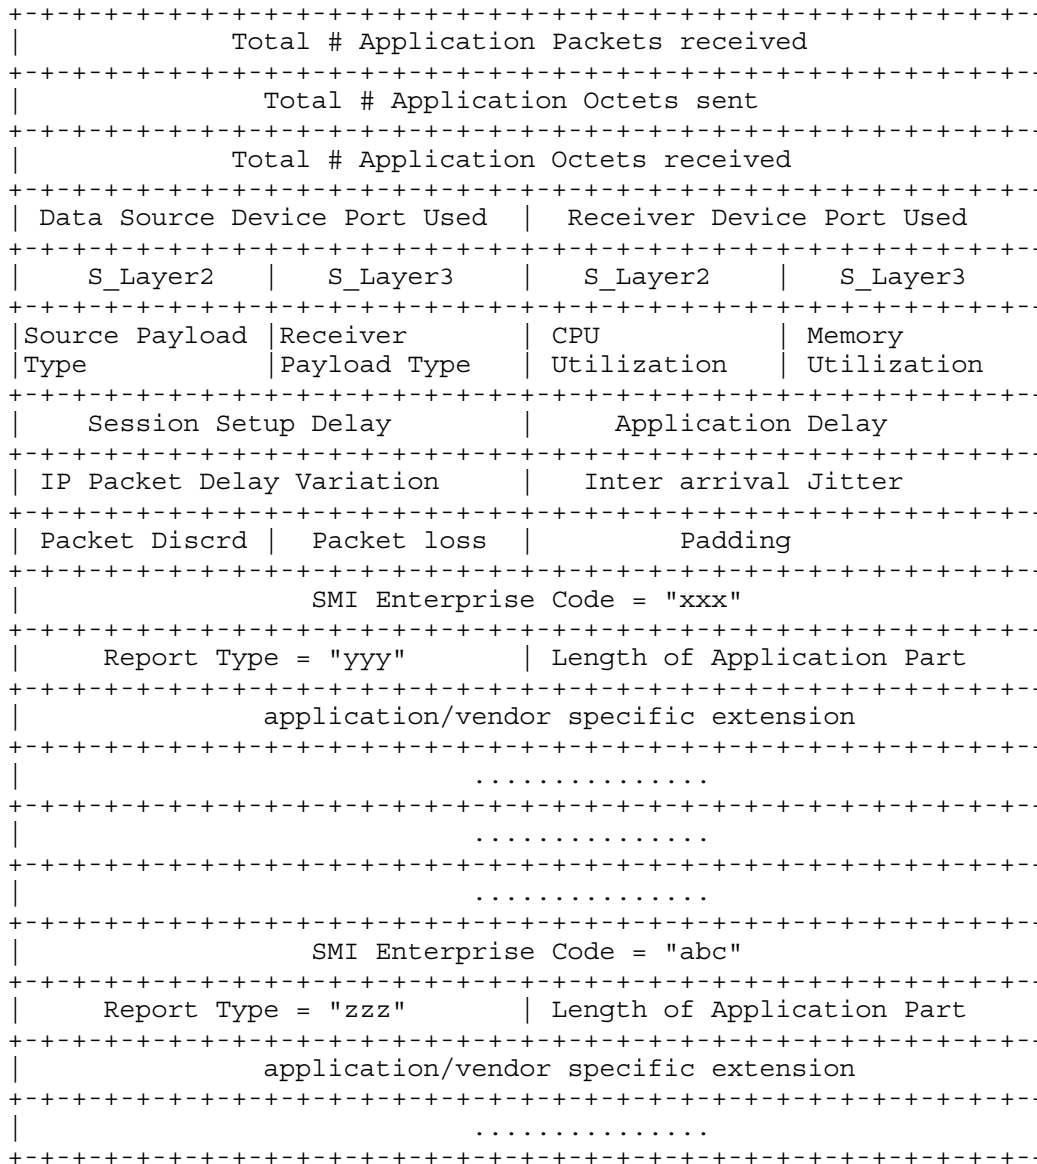 +-+-+-+-+-+-+-+-+-+-+-+-+-+-+-+-+-+-+-+-+-+-+-+-+-+-+-+-+-+-+-+-+-
|             Total # Application Packets received
+-+-+-+-+-+-+-+-+-+-+-+-+-+-+-+-+-+-+-+-+-+-+-+-+-+-+-+-+-+-+-+-+-
|               Total # Application Octets sent
+-+-+-+-+-+-+-+-+-+-+-+-+-+-+-+-+-+-+-+-+-+-+-+-+-+-+-+-+-+-+-+-+-
|             Total # Application Octets received
+-+-+-+-+-+-+-+-+-+-+-+-+-+-+-+-+-+-+-+-+-+-+-+-+-+-+-+-+-+-+-+-+-
| Data Source Device Port Used  |  Receiver Device Port Used
+-+-+-+-+-+-+-+-+-+-+-+-+-+-+-+-+-+-+-+-+-+-+-+-+-+-+-+-+-+-+-+-+-
|    S_Layer2   |   S_Layer3    |   S_Layer2    |   S_Layer3
+-+-+-+-+-+-+-+-+-+-+-+-+-+-+-+-+-+-+-+-+-+-+-+-+-+-+-+-+-+-+-+-+-
|Source Payload |Receiver       | CPU           | Memory
|Type           |Payload Type   | Utilization   | Utilization
+-+-+-+-+-+-+-+-+-+-+-+-+-+-+-+-+-+-+-+-+-+-+-+-+-+-+-+-+-+-+-+-+-
|    Session Setup Delay        |     Application Delay
+-+-+-+-+-+-+-+-+-+-+-+-+-+-+-+-+-+-+-+-+-+-+-+-+-+-+-+-+-+-+-+-+-
| IP Packet Delay Variation     |   Inter arrival Jitter
+-+-+-+-+-+-+-+-+-+-+-+-+-+-+-+-+-+-+-+-+-+-+-+-+-+-+-+-+-+-+-+-+-
| Packet Discrd |  Packet loss  |         Padding
+-+-+-+-+-+-+-+-+-+-+-+-+-+-+-+-+-+-+-+-+-+-+-+-+-+-+-+-+-+-+-+-+-
|                  SMI Enterprise Code = "xxx"
+-+-+-+-+-+-+-+-+-+-+-+-+-+-+-+-+-+-+-+-+-+-+-+-+-+-+-+-+-+-+-+-+-
|     Report Type = "yyy"       | Length of Application Part
+-+-+-+-+-+-+-+-+-+-+-+-+-+-+-+-+-+-+-+-+-+-+-+-+-+-+-+-+-+-+-+-+-
|               application/vendor specific extension
+-+-+-+-+-+-+-+-+-+-+-+-+-+-+-+-+-+-+-+-+-+-+-+-+-+-+-+-+-+-+-+-+-
|                            ...............
+-+-+-+-+-+-+-+-+-+-+-+-+-+-+-+-+-+-+-+-+-+-+-+-+-+-+-+-+-+-+-+-+-
|                            ...............
+-+-+-+-+-+-+-+-+-+-+-+-+-+-+-+-+-+-+-+-+-+-+-+-+-+-+-+-+-+-+-+-+-
|                            ...............
+-+-+-+-+-+-+-+-+-+-+-+-+-+-+-+-+-+-+-+-+-+-+-+-+-+-+-+-+-+-+-+-+-
|                  SMI Enterprise Code = "abc"
+-+-+-+-+-+-+-+-+-+-+-+-+-+-+-+-+-+-+-+-+-+-+-+-+-+-+-+-+-+-+-+-+-
|     Report Type = "zzz"       | Length of Application Part
+-+-+-+-+-+-+-+-+-+-+-+-+-+-+-+-+-+-+-+-+-+-+-+-+-+-+-+-+-+-+-+-+-
|               application/vendor specific extension
+-+-+-+-+-+-+-+-+-+-+-+-+-+-+-+-+-+-+-+-+-+-+-+-+-+-+-+-+-+-+-+-+-
|                            ...............
+-+-+-+-+-+-+-+-+-+-+-+-+-+-+-+-+-+-+-+-+-+-+-+-+-+-+-+-+-+-+-+-+-